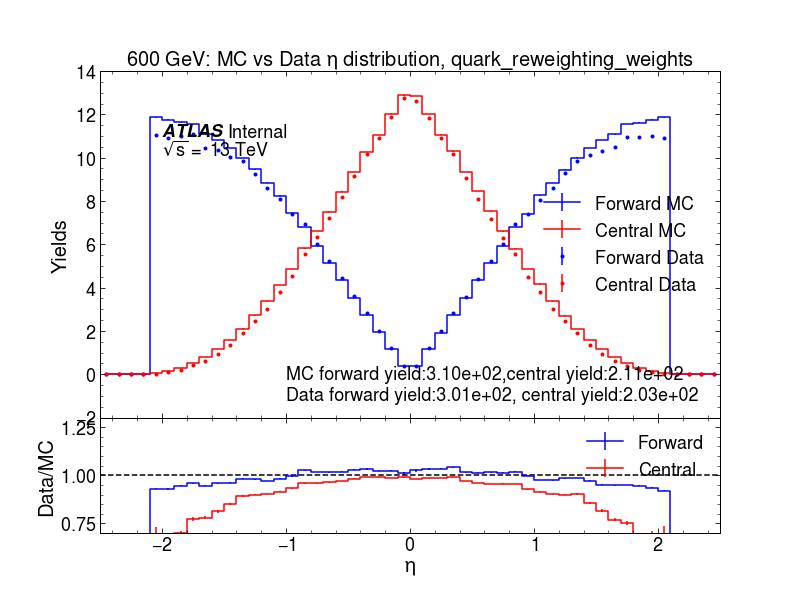 600 GeV: MC vs Data η distribution, quark_reweighting_weights
14
12
10
8
6
4
2
0
−2
Yields
ATLAS Internal
√s = 13 TeV
Forward MC
Central MC
Forward Data
Central Data
MC forward yield:3.10e+02,central yield:2.11e+02
Data forward yield:3.01e+02, central yield:2.03e+02
1.25
1.00
0.75
Data/MC
Forward
Central
−2 −1 0 1 2
η